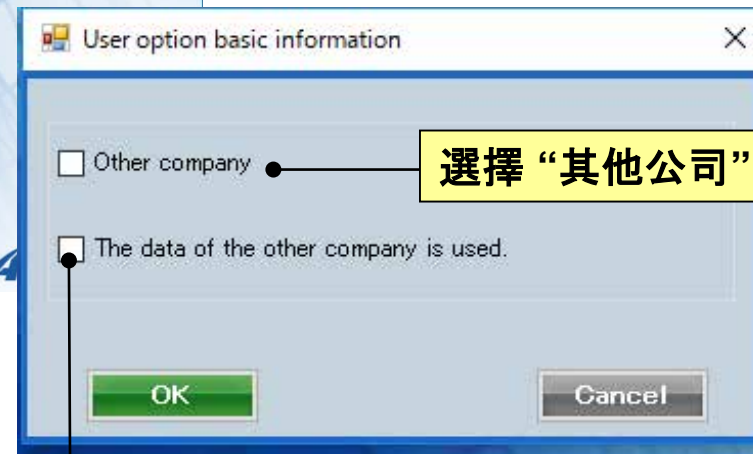 User option basic information
Other company
選擇 “其他公司”
The data of the other company is used.
OK
Cancel